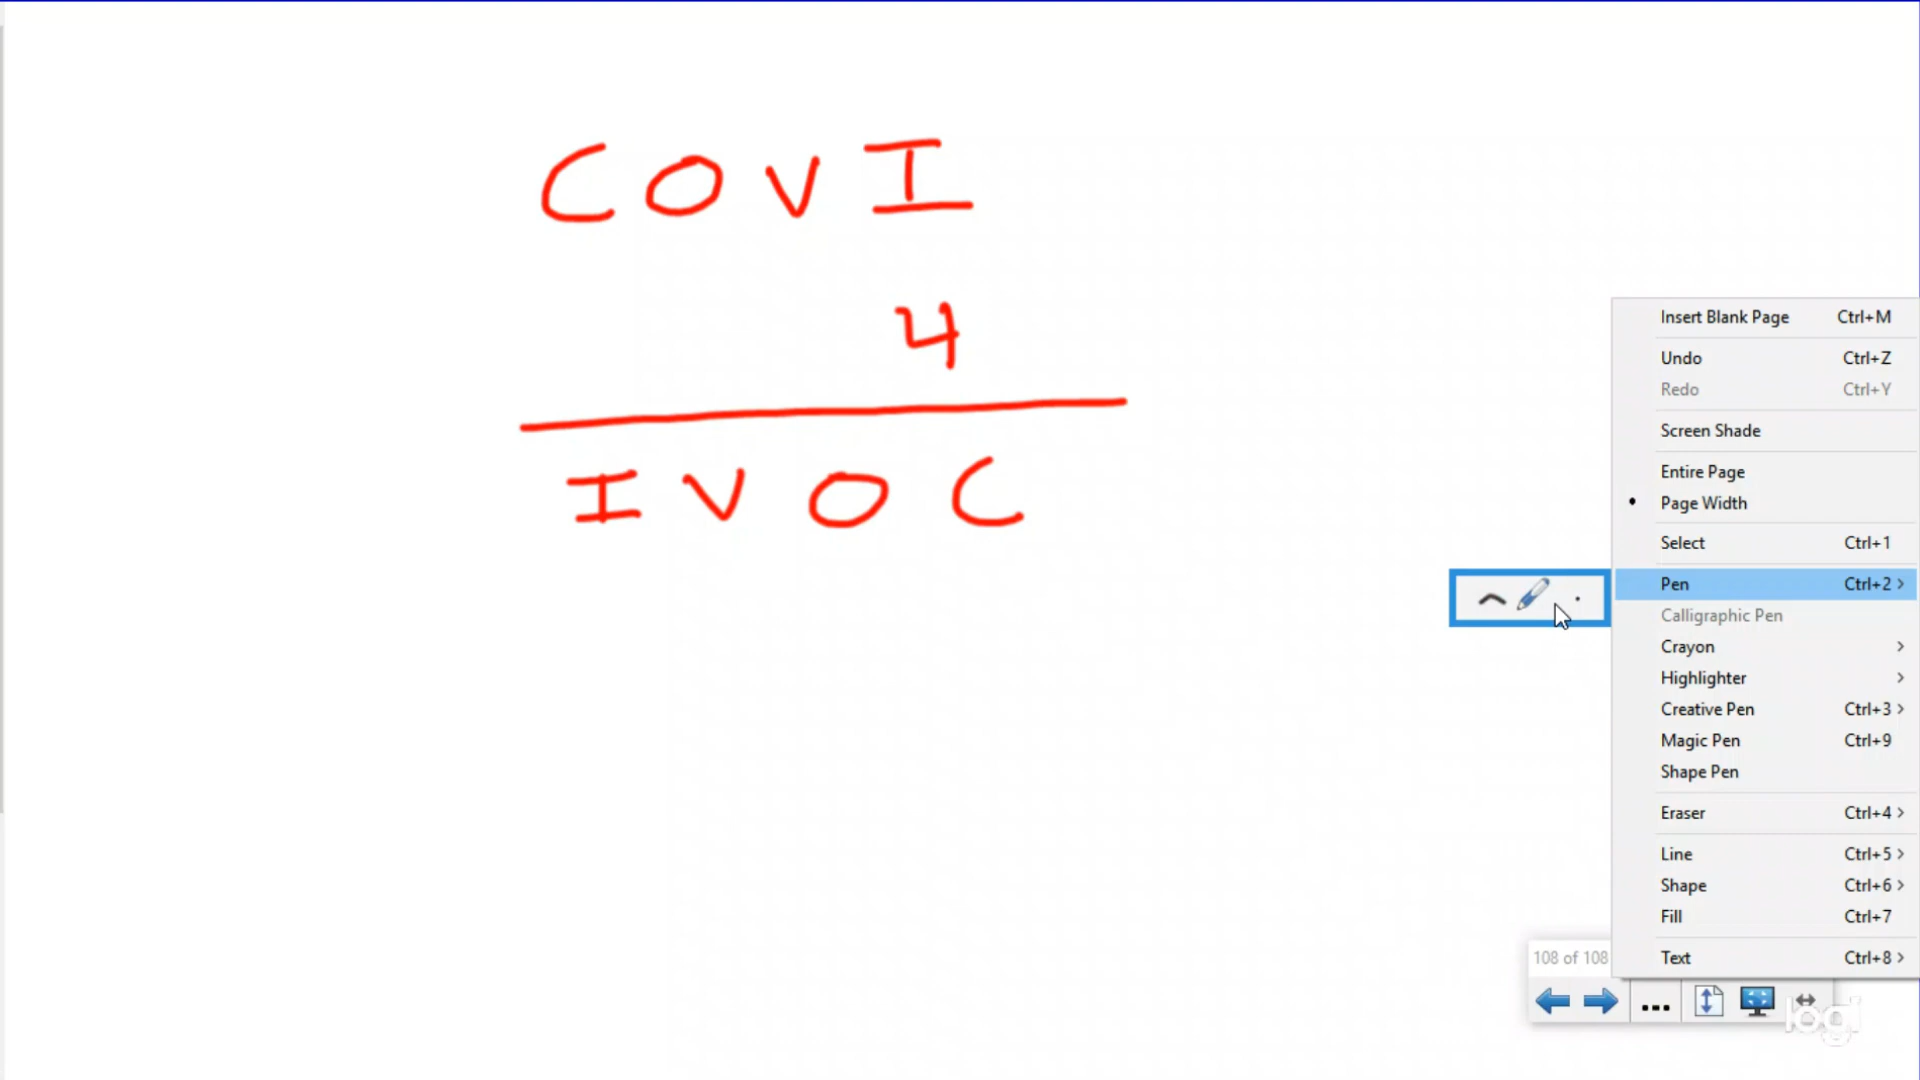 COVI
4
IVOC
Insert Blank Page Ctrl+M
Undo Ctrl+Z
Redo Ctrl+Y
Screen Shade
Entire Page
Page Width
Select Ctrl+1
Pen Ctrl+2
Calligraphic Pen
Crayon
Highlighter
Creative Pen Ctrl+3
Magic Pen Ctrl+9
Shape Pen
Eraser Ctrl+4
Line Ctrl+5
Shape Ctrl+6
Fill Ctrl+7
Text Ctrl+8
108 of 108
logi